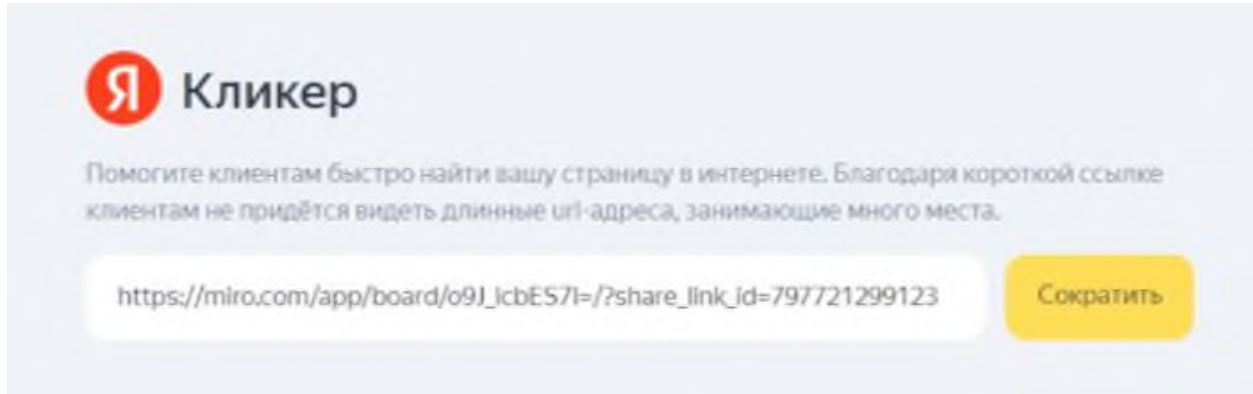 Я Кликер
Помогите клиентам быстро найти вашу страницу в интернете. Благодаря короткой ссылке
клиентам не придётся видеть длинные url-адреса, занимающие много места.
https://miro.com/app/board/o9J_lcbES7I=/?share_link_id=797721299123
Сократить